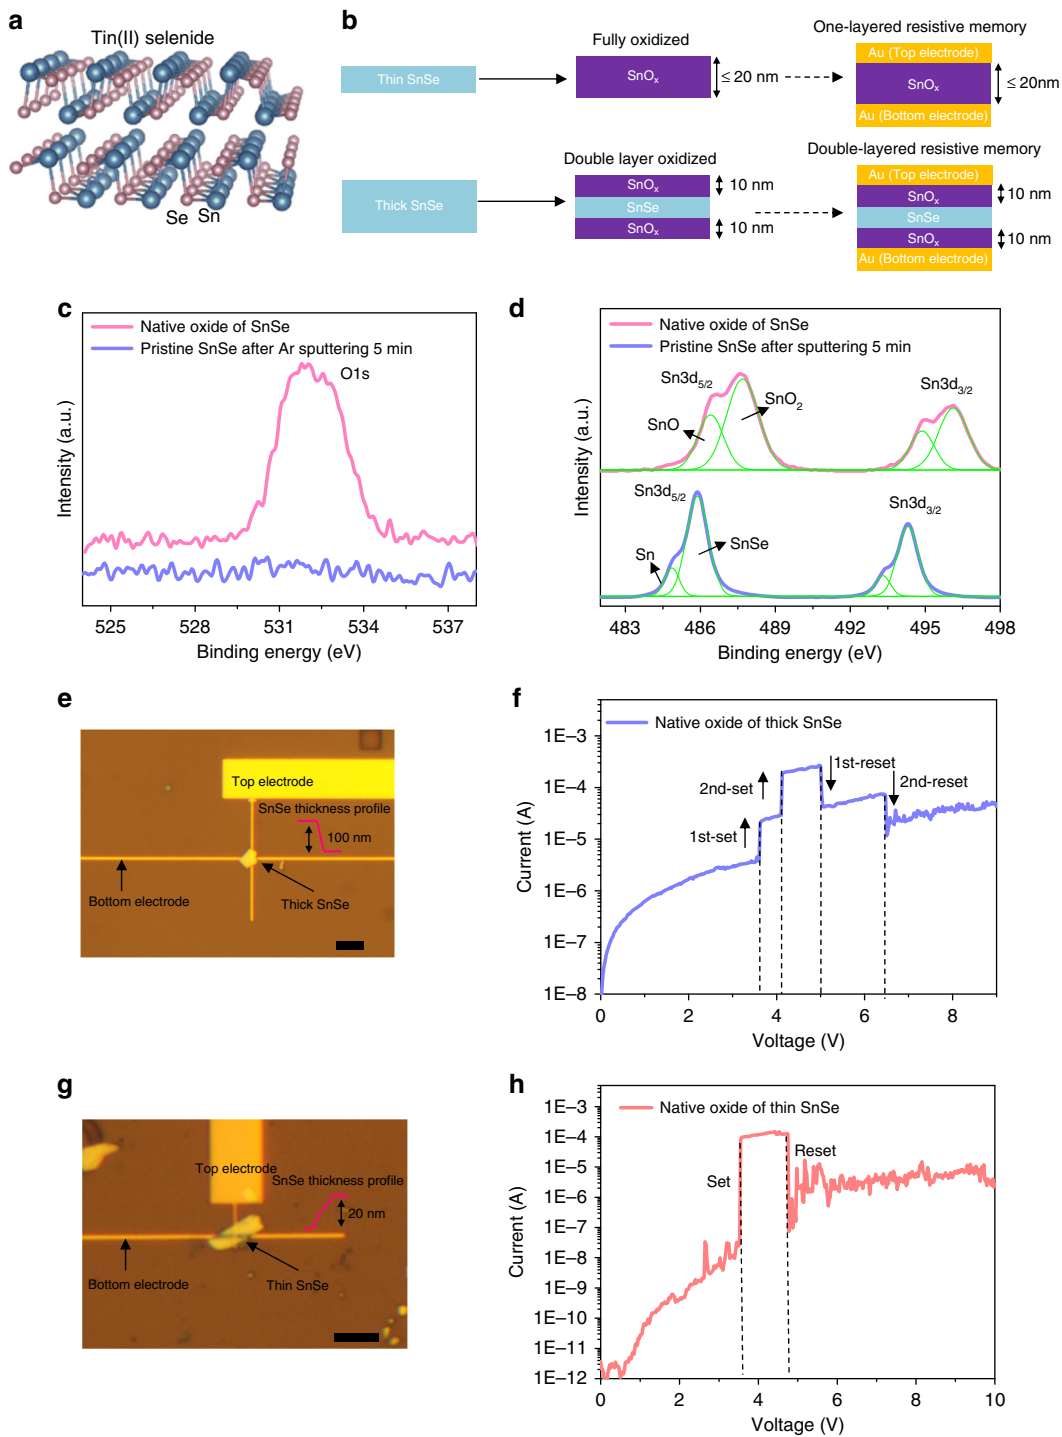 a
Tin(II) selenide
Se
Sn
b
Thin SnSe
Fully oxidized
SnOₓ
≤ 20 nm
One-layered resistive memory
Au (Top electrode)
SnOₓ
≤ 20nm
Au (Bottom electrode)
Thick SnSe
Double layer oxidized
SnOₓ
10 nm
SnSe
SnOₓ
10 nm
Double-layered resistive memory
Au (Top electrode)
SnOₓ
10 nm
SnSe
SnOₓ
10 nm
Au (Bottom electrode)
c
Native oxide of SnSe
Pristine SnSe after Ar sputtering 5 min
O1s
Intensity (a.u.)
525 528 531 534 537
Binding energy (eV)
d
Native oxide of SnSe
Pristine SnSe after sputtering 5 min
Sn3d₅/₂
Sn3d₃/₂
SnO₂
SnO
Sn3d₅/₂
Sn3d₃/₂
Sn
SnSe
Intensity (a.u.)
483 486 489 492 495 498
Binding energy (eV)
e
Top electrode
SnSe thickness profile
100 nm
Bottom electrode
Thick SnSe
f
Native oxide of thick SnSe
1E–3
1E–4
1E–5
1E–6
1E–7
1E–8
Current (A)
1st-set
2nd-set
1st-reset
2nd-reset
0 2 4 6 8
Voltage (V)
g
Top electrode
SnSe thickness profile
20 nm
Bottom electrode
Thin SnSe
h
Native oxide of thin SnSe
1E–3
1E–4
1E–5
1E–6
1E–7
1E–8
1E–9
1E–10
1E–11
1E–12
Current (A)
Set
Reset
0 2 4 6 8 10
Voltage (V)